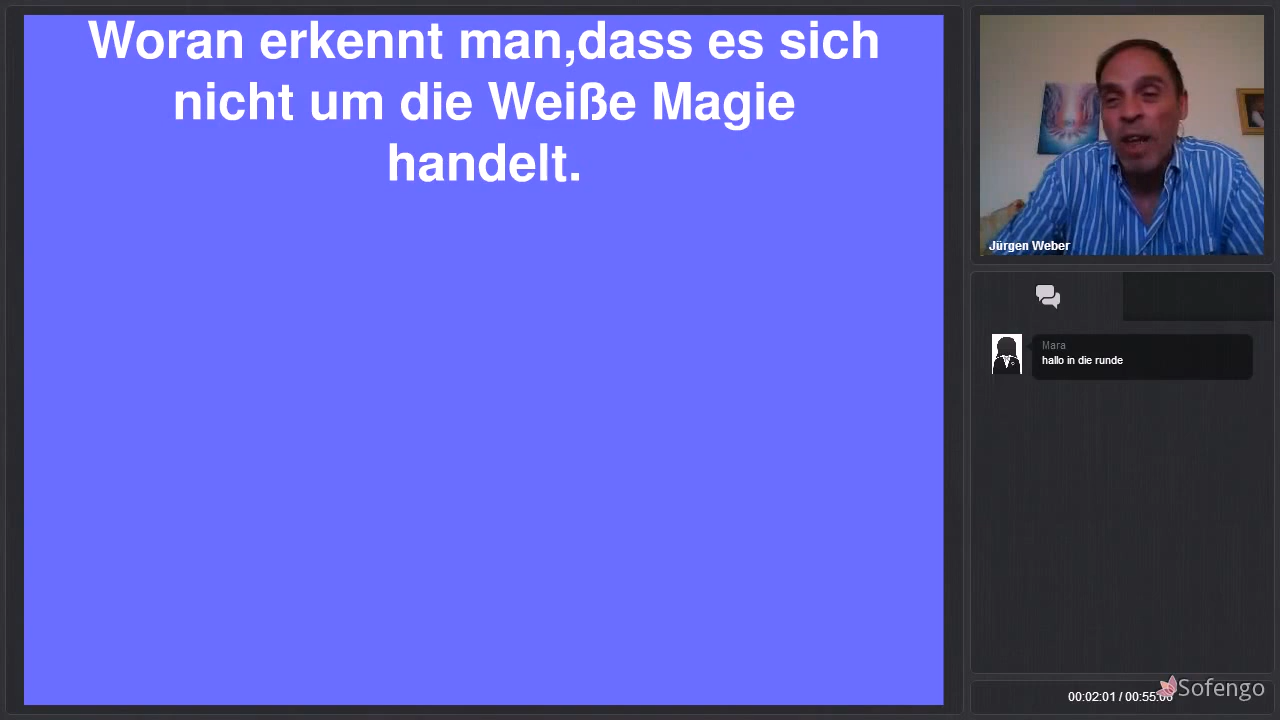 Woran erkennt man,dass es sich
nicht um die Weiße Magie
handelt.
Jürgen Weber
Mara
hallo in die runde
00:02:01 / 00:55:06
Sofengo